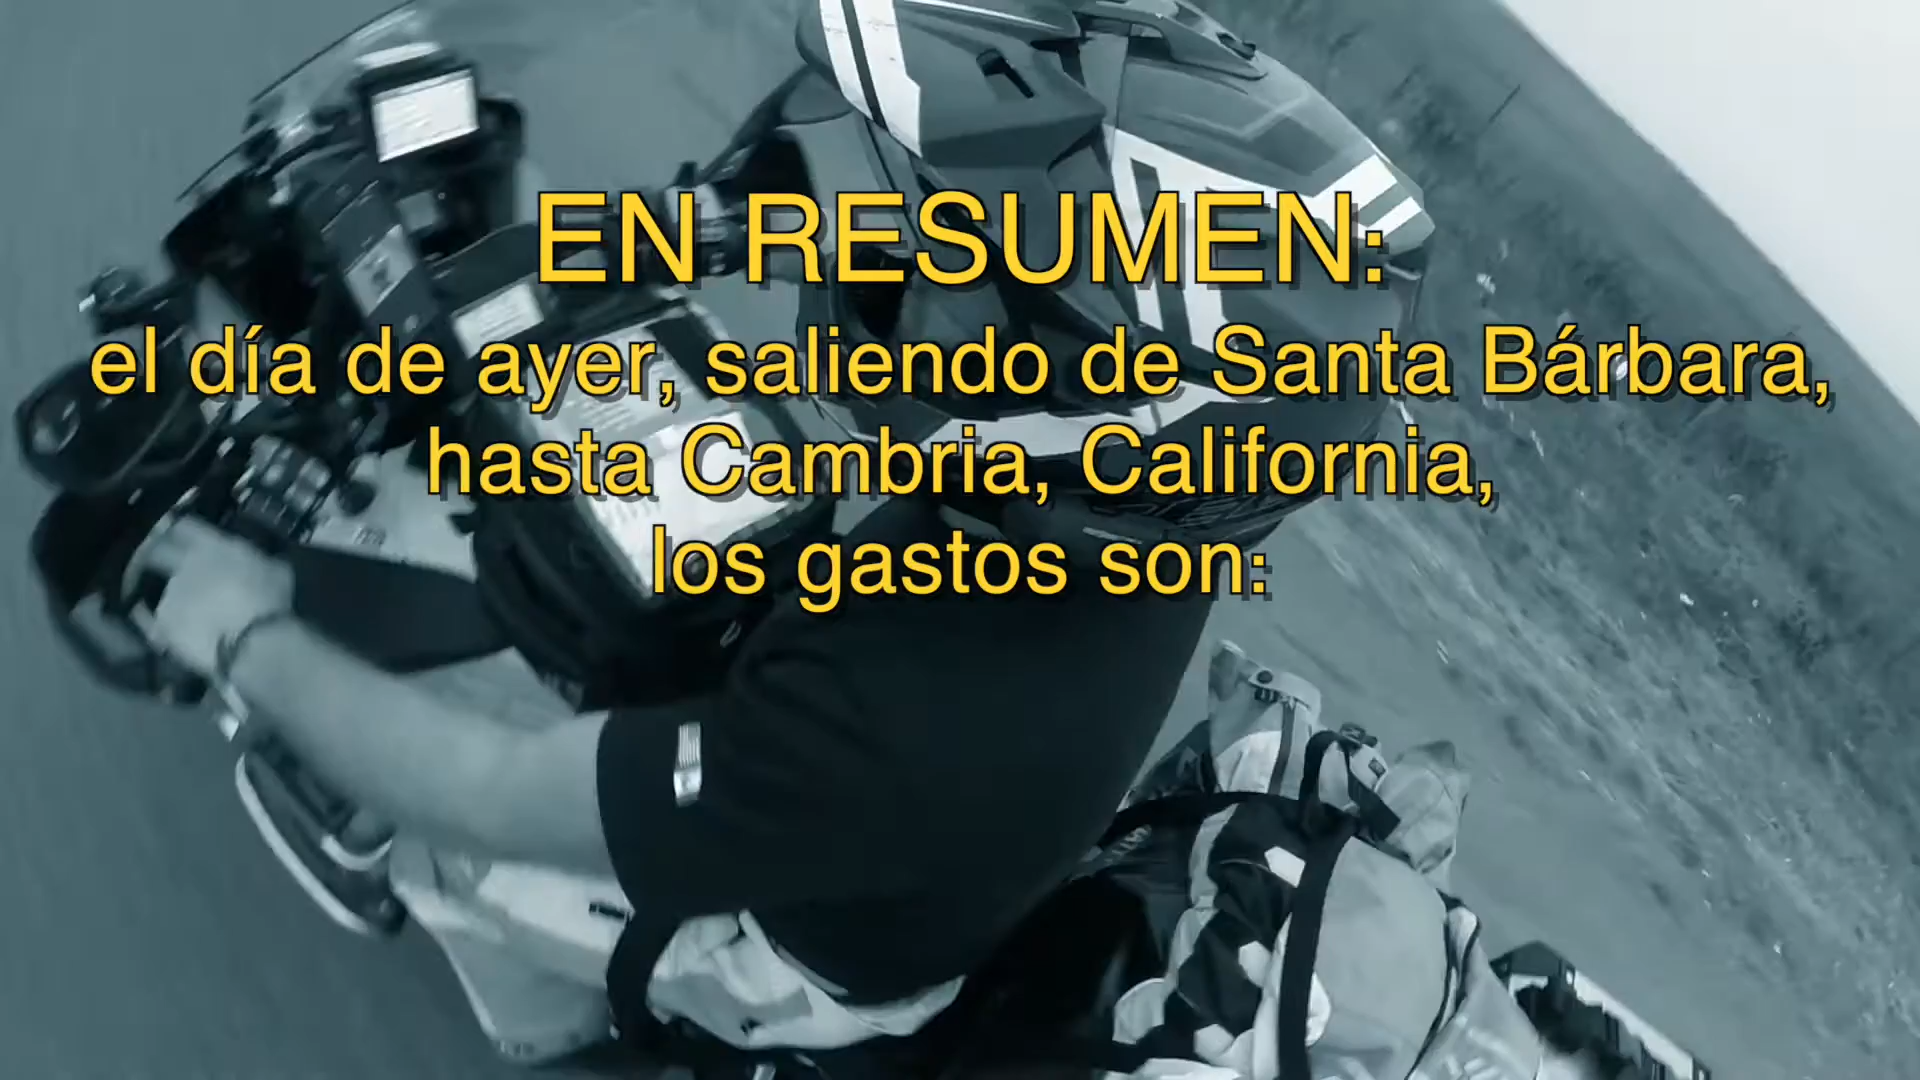 EN RESUMEN:
el día de ayer, saliendo de Santa Bárbara,
hasta Cambria, California,
los gastos son: